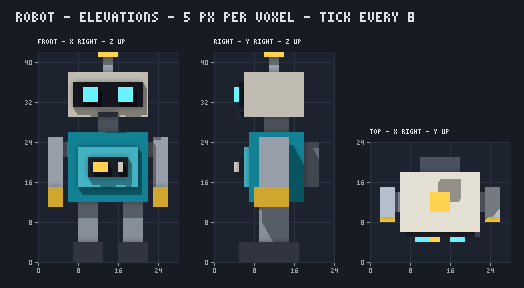 ROBOT - ELEVATIONS - 5 PX PER VOXEL - TICK EVERY 8
FRONT - X RIGHT - Z UP
RIGHT - Y RIGHT - Z UP
40
40
32
32
TOP - X RIGHT - Y UP
24
24
24
16
16
16
8
8
8
0
0
0
0 8 16 24
0 8 16 24
0 8 16 24